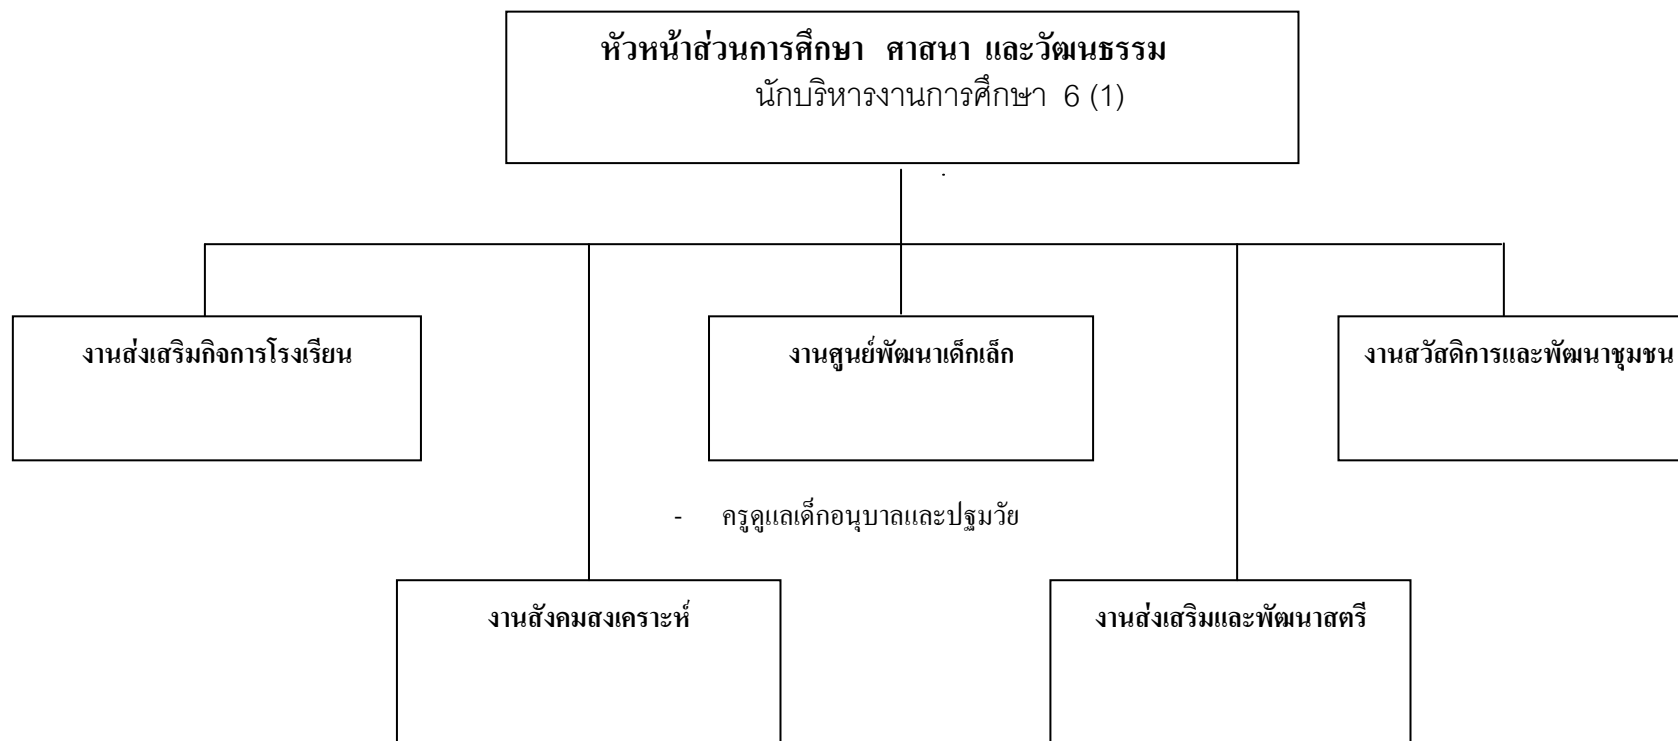 หัวหน้าส่วนการศึกษา ศาสนา และวัฒนธรรม
นักบริหารงานการศึกษา 6 (1)
งานส่งเสริมกิจการโรงเรียน
งานศูนย์พัฒนาเด็กเล็ก
งานสวัสดิการและพัฒนาชุมชน
- ครูดูแลเด็กอนุบาลและปฐมวัย
งานสังคมสงเคราะห์
งานส่งเสริมและพัฒนาสตรี